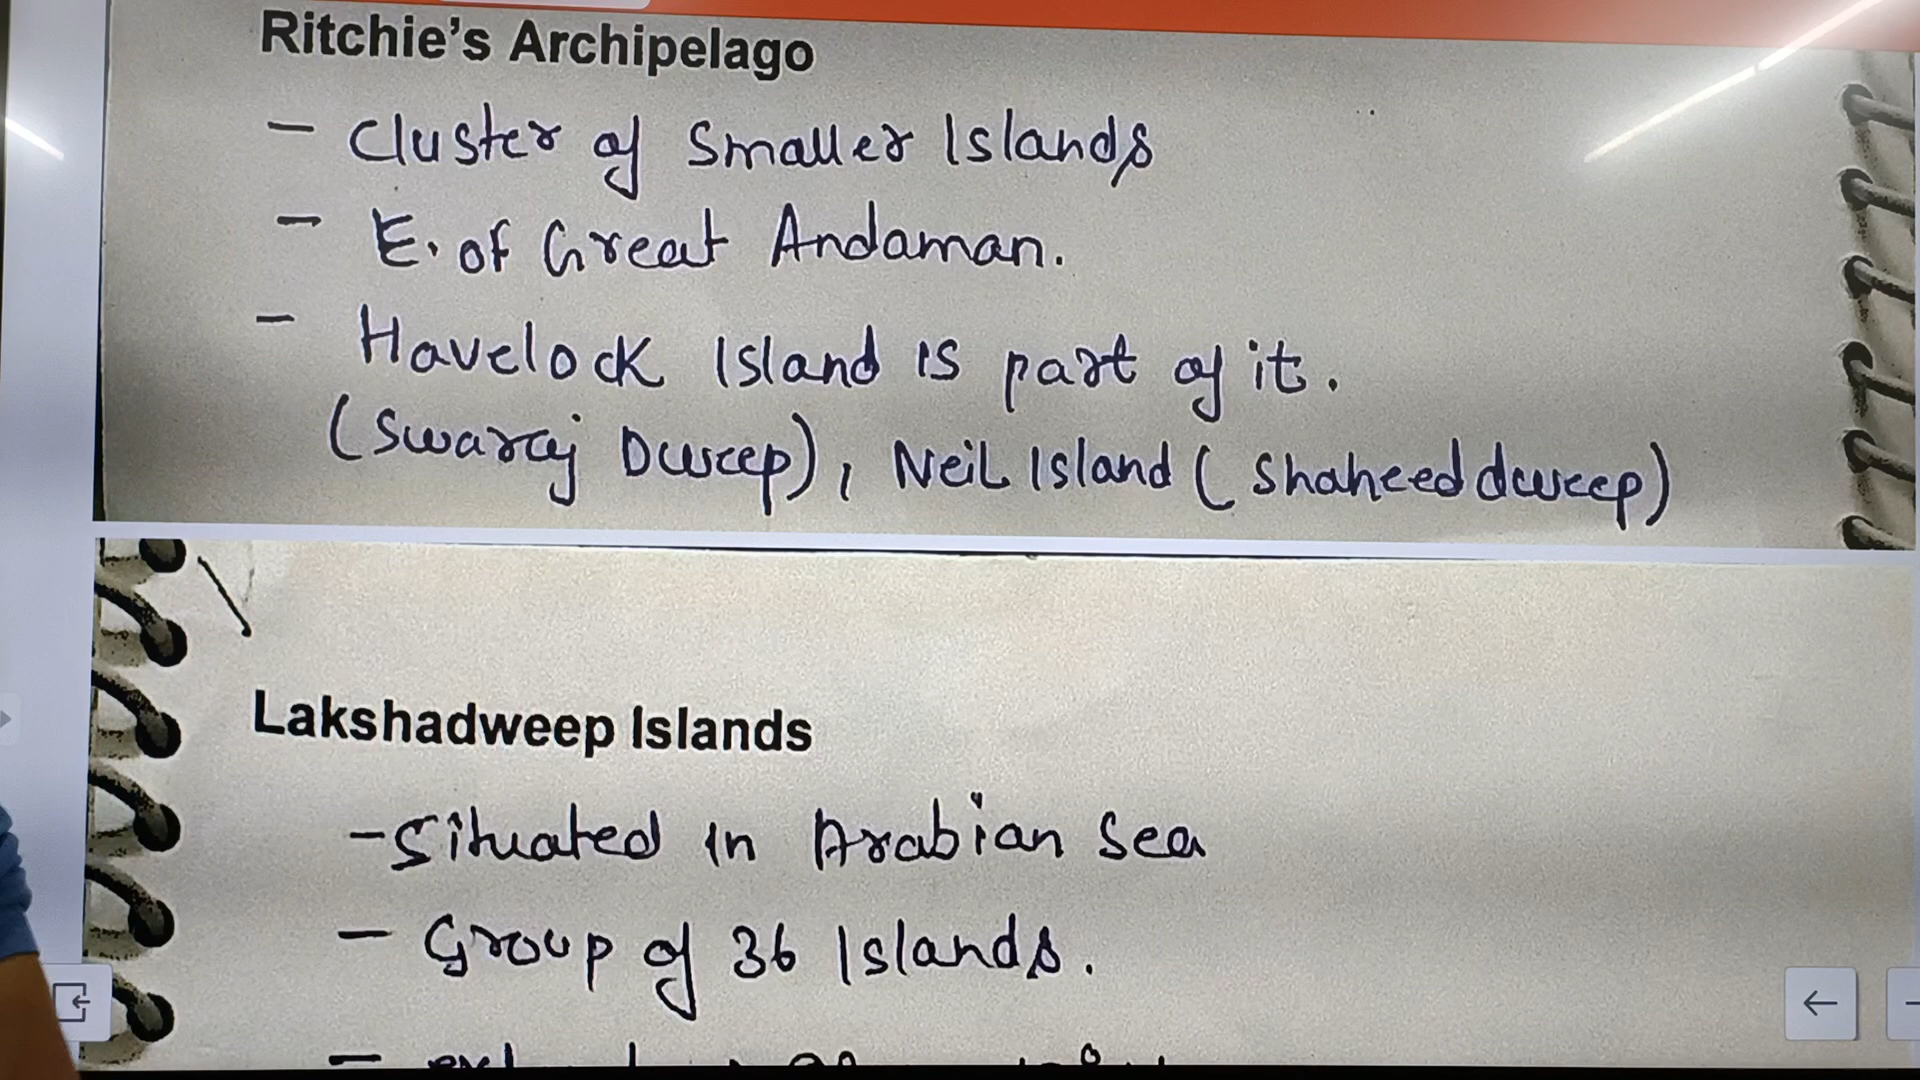 Ritchie's Archipelago
- Cluster of Smaller Islands
- E. of Great Andaman.
- Havelock Island is part of it.
(Swaraj Dweep), Neil Island (Shaheed dweep)
Lakshadweep Islands
- Situated in Arabian Sea
- Group of 36 Islands.